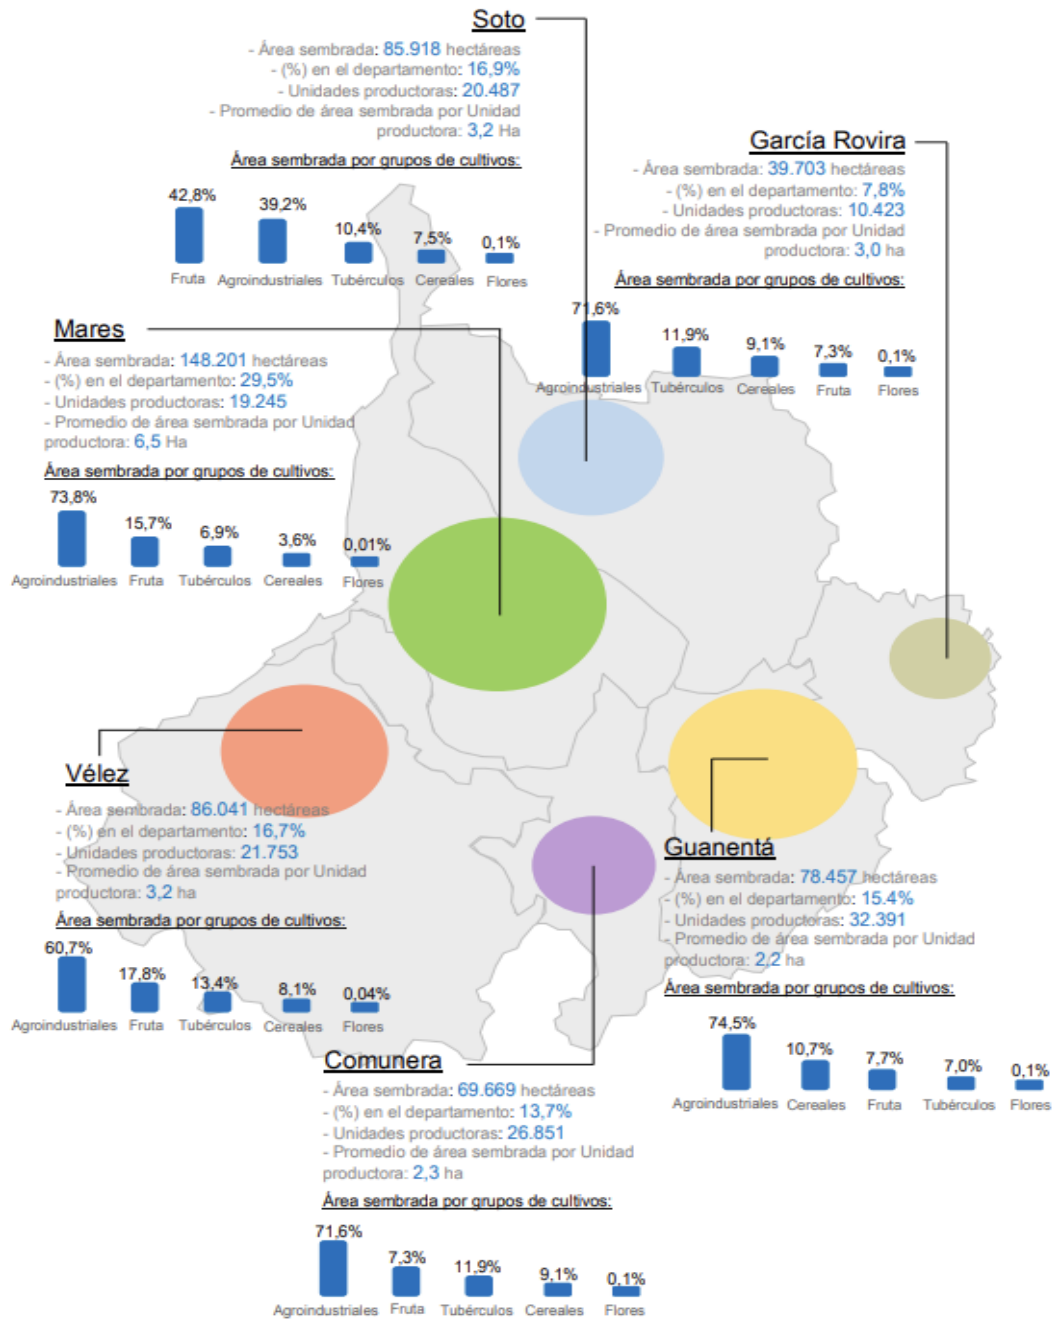 Soto
- Área sembrada: 85.918 hectáreas
- (%) en el departamento: 16,9%
- Unidades productoras: 20.487
- Promedio de área sembrada por Unidad
productora: 3,2 Ha
Área sembrada por grupos de cultivos:
42,8% 39,2% 10,4% 7,5% 0,1%
Fruta Agroindustriales Tubérculos Cereales Flores
García Rovira
- Área sembrada: 39.703 hectáreas
- (%) en el departamento: 7,8%
- Unidades productoras: 10.423
- Promedio de área sembrada por Unidad
productora: 3,0 ha
Área sembrada por grupos de cultivos:
71,6% 11,9% 9,1% 7,3% 0,1%
Agroindustriales Tubérculos Cereales Fruta Flores
Mares
- Área sembrada: 148.201 hectáreas
- (%) en el departamento: 29,5%
- Unidades productoras: 19.245
- Promedio de área sembrada por Unidad
productora: 6,5 Ha
Área sembrada por grupos de cultivos:
73,8% 15,7% 6,9% 3,6% 0,01%
Agroindustriales Fruta Tubérculos Cereales Flores
Vélez
- Área sembrada: 86.041 hectáreas
- (%) en el departamento: 16,7%
- Unidades productoras: 21.753
- Promedio de área sembrada por Unidad
productora: 3,2 ha
Área sembrada por grupos de cultivos:
60,7% 17,8% 13,4% 8,1% 0,04%
Agroindustriales Fruta Tubérculos Cereales Flores
Guanentá
- Área sembrada: 78.457 hectáreas
- (%) en el departamento: 15.4%
- Unidades productoras: 32.391
- Promedio de área sembrada por Unidad
productora: 2,2 ha
Área sembrada por grupos de cultivos:
74,5% 10,7% 7,7% 7,0% 0,1%
Agroindustriales Cereales Fruta Tubérculos Flores
Comunera
- Área sembrada: 69.669 hectáreas
- (%) en el departamento: 13,7%
- Unidades productoras: 26.851
- Promedio de área sembrada por Unidad
productora: 2,3 ha
Área sembrada por grupos de cultivos:
71,6% 7,3% 11,9% 9,1% 0,1%
Agroindustriales Fruta Tubérculos Cereales Flores